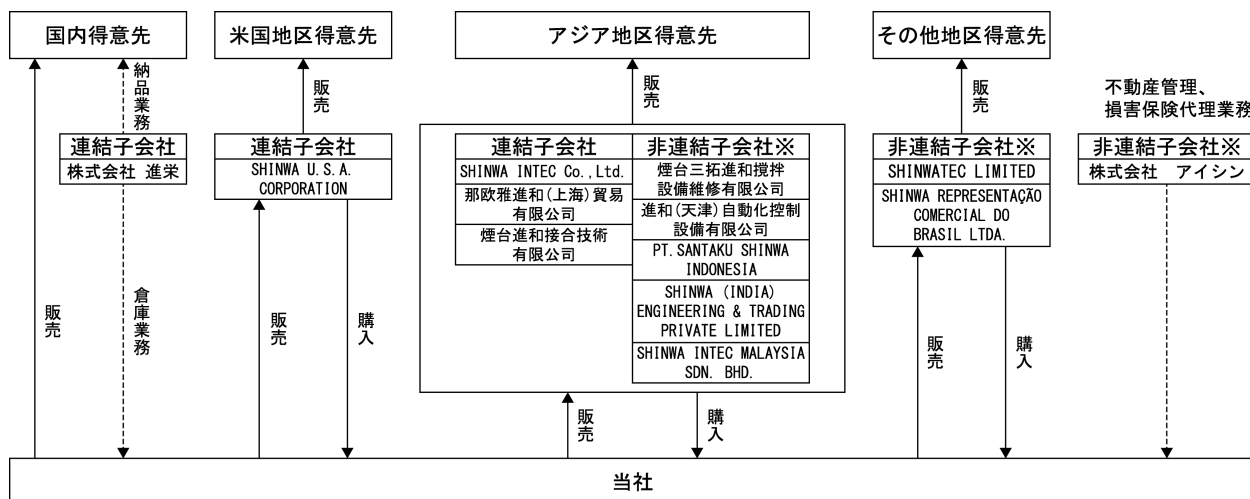 国内得意先
米国地区得意先
アジア地区得意先
その他地区得意先
納品業務
販売
販売
販売
不動産管理、
損害保険代理業務
連結子会社
株式会社 進栄
連結子会社
SHINWA U.S.A.
CORPORATION
連結子会社
SHINWA INTEC Co.,Ltd.
那欧雅進和(上海)貿易
有限公司
煙台進和接合技術
有限公司
非連結子会社※
煙台三拓進和撹拌
設備維修有限公司
進和(天津)自動化控制
設備有限公司
PT.SANTAKU SHINWA
INDONESIA
SHINWA (INDIA)
ENGINEERING & TRADING
PRIVATE LIMITED
SHINWA INTEC MALAYSIA
SDN. BHD.
非連結子会社※
SHINWATEC LIMITED
SHINWA REPRESENTAÇÃO
COMERCIAL DO
BRASIL LTDA.
非連結子会社※
株式会社 アイシン
販売
倉庫業務
販売
購入
販売
購入
販売
購入
当社